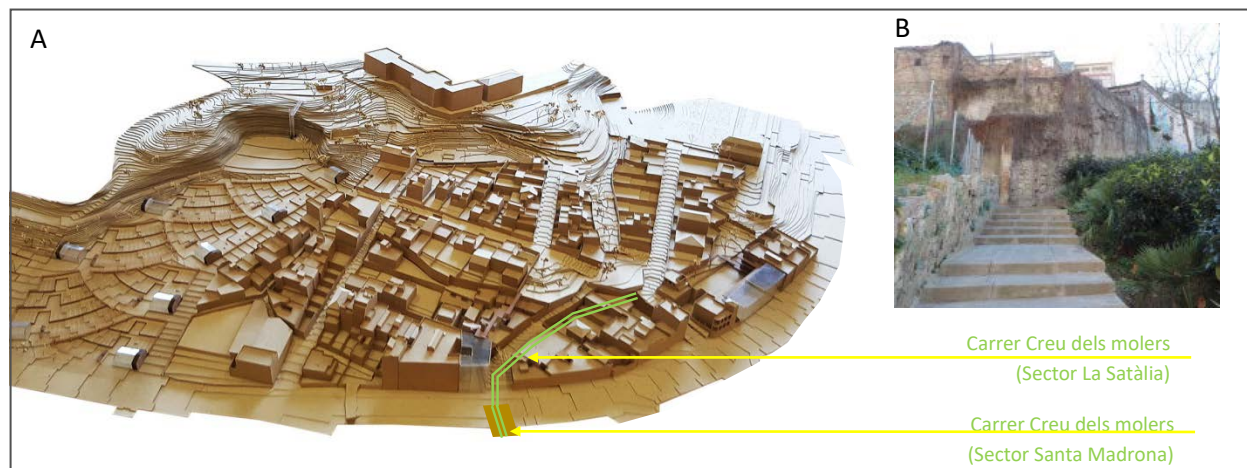 A
B
Carrer Creu dels molers
(Sector La Satàlia)
Carrer Creu dels molers
(Sector Santa Madrona)